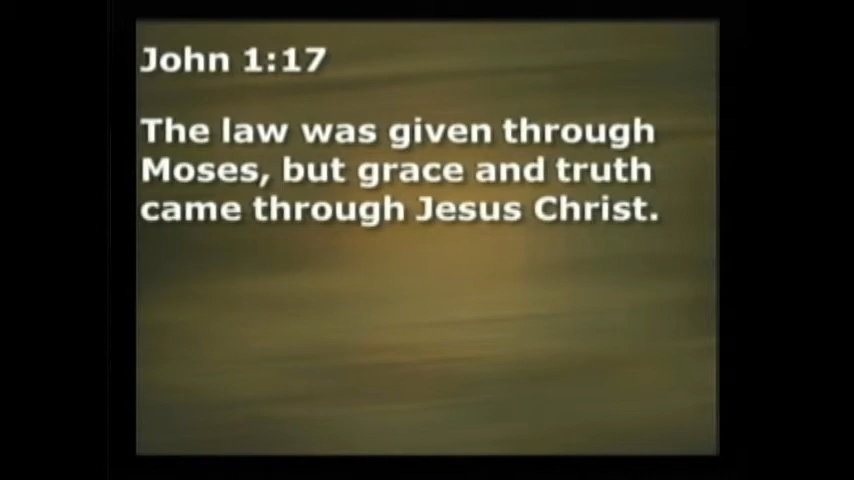 John 1:17
The law was given through
Moses, but grace and truth
came through Jesus Christ.